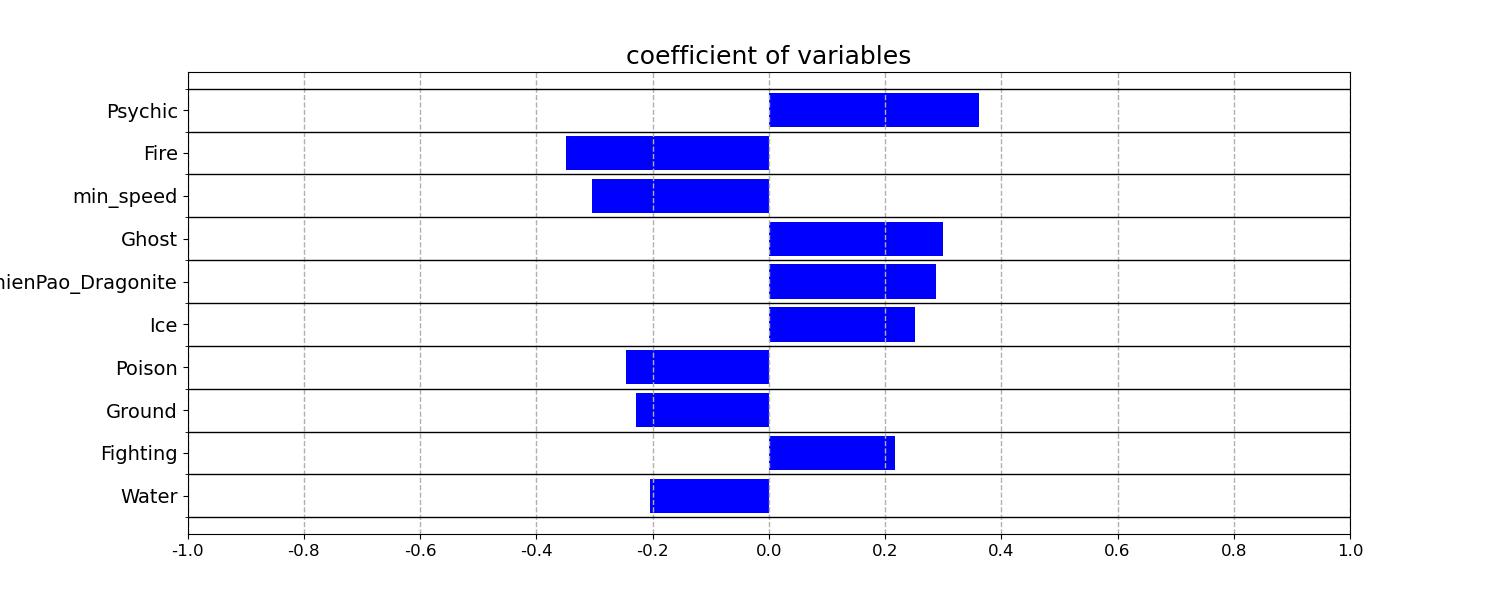 coefficient of variables
Psychic
Fire
min_speed
Ghost
nienPao_Dragonite
Ice
Poison
Ground
Fighting
Water
-1.0 -0.8 -0.6 -0.4 -0.2 0.0 0.2 0.4 0.6 0.8 1.0